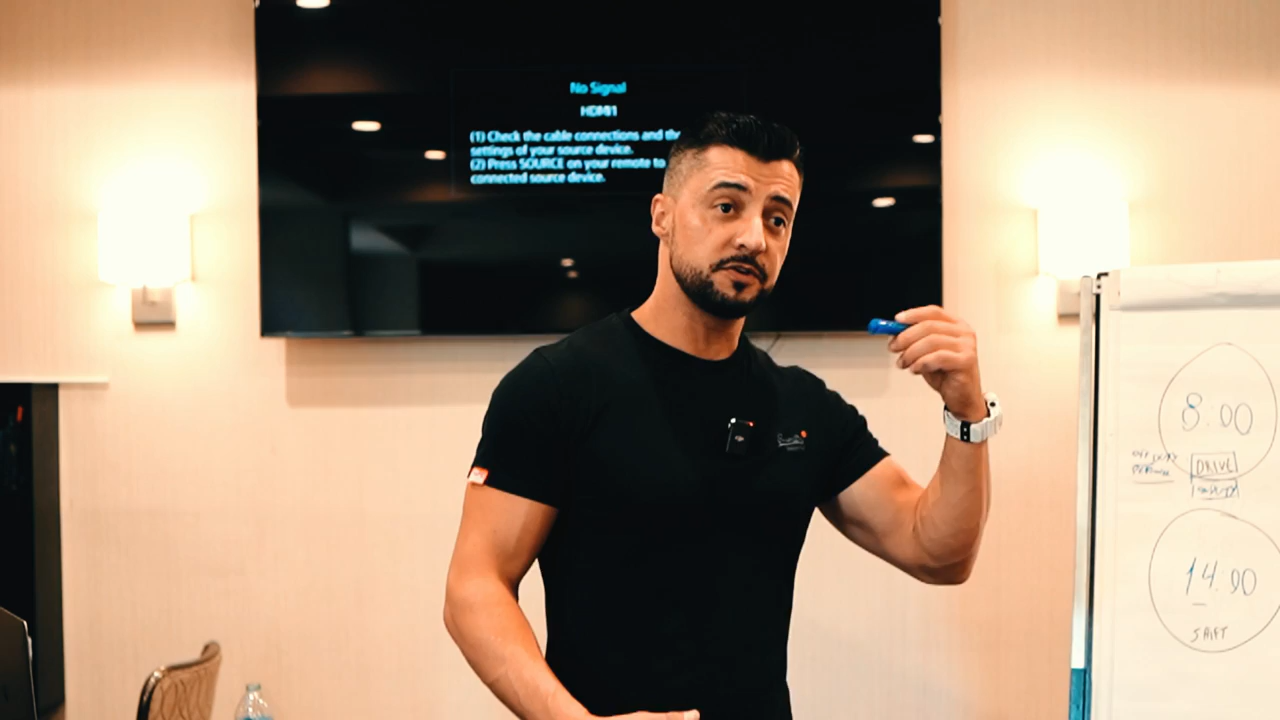 No Signal
HDMI1
(1) Check the cable connections and the
settings of your source device.
(2) Press SOURCE on your remote to
connected source device.
8:00
DRIVE
14.00
SHIFT